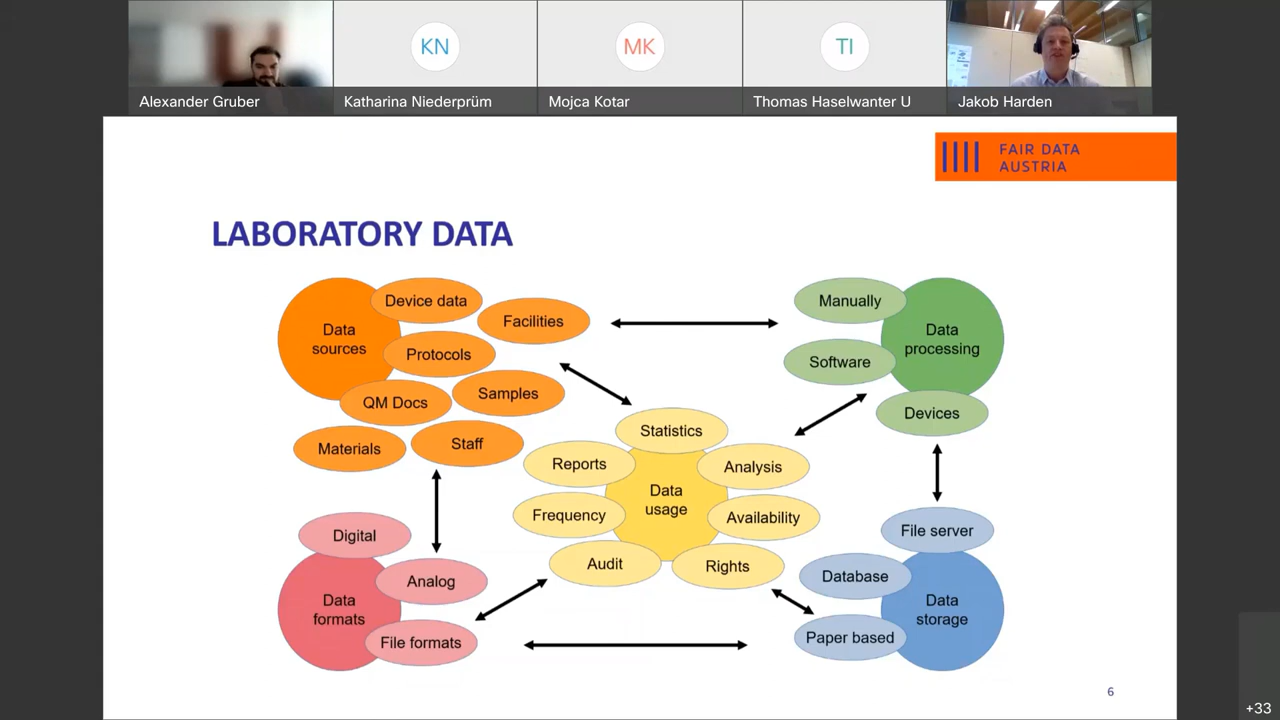 KN
MK
TI
Alexander Gruber
Katharina Niederprüm
Mojca Kotar
Thomas Haselwanter U
Jakob Harden
FAIR DATA
AUSTRIA
LABORATORY DATA
Data
sources
Device data
Facilities
Protocols
QM Docs
Samples
Materials
Staff
Manually
Software
Devices
Data
processing
Statistics
Reports
Analysis
Data
usage
Frequency
Availability
Audit
Rights
Digital
Analog
File formats
Data
formats
File server
Database
Paper based
Data
storage
6
+33